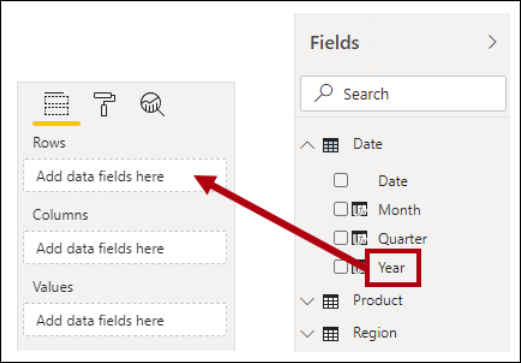 Fields
Search
Rows
Add data fields here
Columns
Add data fields here
Values
Add data fields here
Date
Date
Month
Quarter
Year
Product
Region